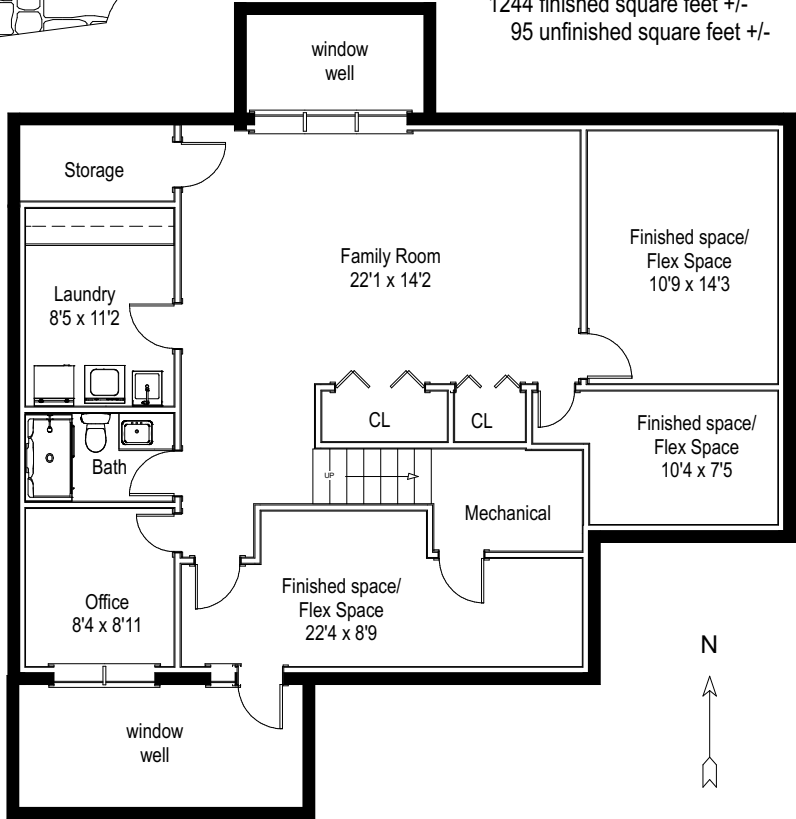 1244 finished square feet +/-
95 unfinished square feet +/-
window
well
Storage
Family Room
22'1 x 14'2
Finished space/
Flex Space
10'9 x 14'3
Laundry
8'5 x 11'2
CL
CL
Finished space/
Flex Space
10'4 x 7'5
Bath
UP
Mechanical
Office
8'4 x 8'11
Finished space/
Flex Space
22'4 x 8'9
N
window
well